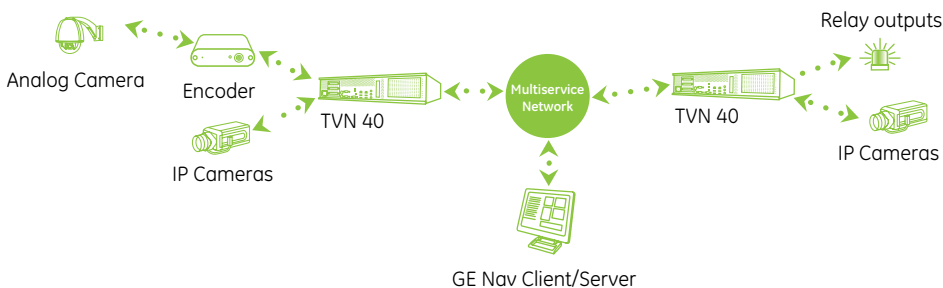 Relay outputs
Analog Camera
Encoder
Multiservice
Network
TVN 40
TVN 40
IP Cameras
IP Cameras
GE Nav Client/Server